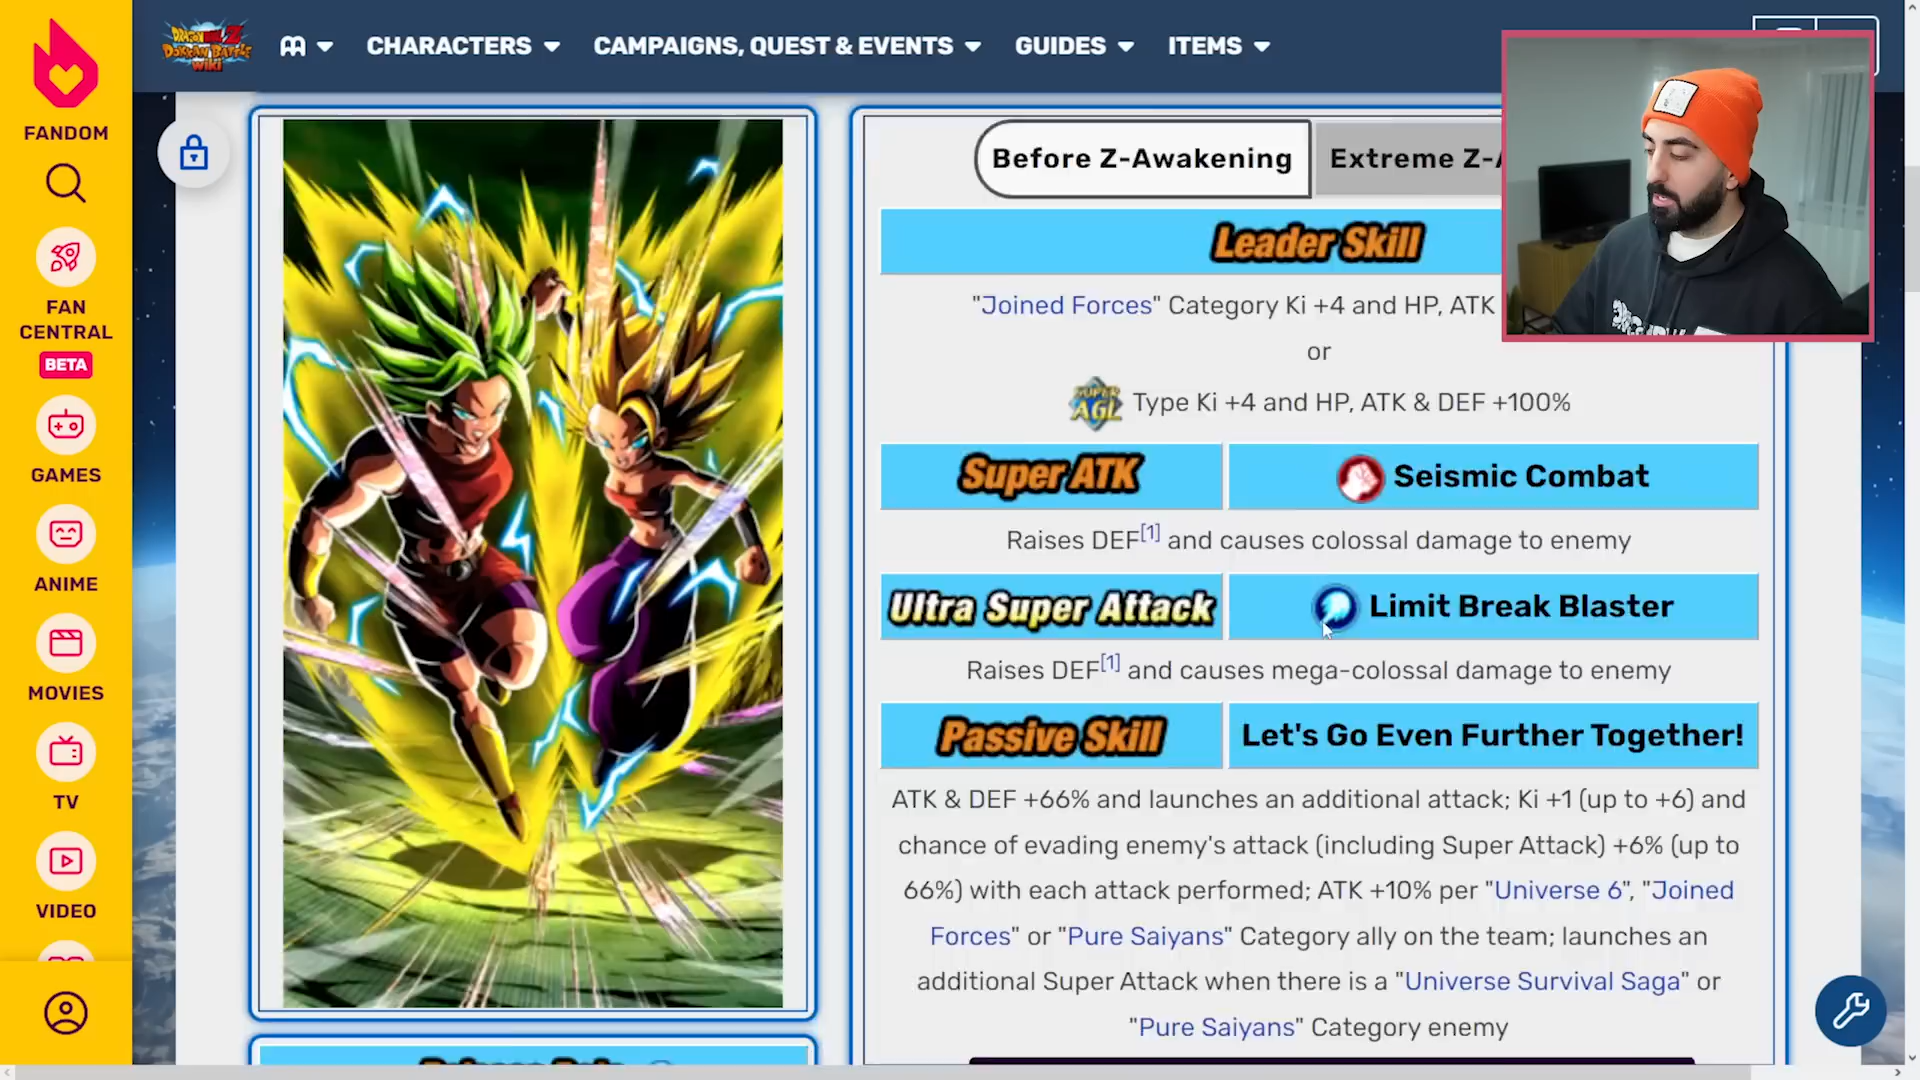 FANDOM
FAN
CENTRAL
BETA
GAMES
ANIME
MOVIES
TV
VIDEO
DRAGON BALL Z
DOKKAN BATTLE
WIKI
CHARACTERS
CAMPAIGNS, QUEST & EVENTS
GUIDES
ITEMS
Before Z-Awakening
Extreme Z-A
Leader Skill
"Joined Forces" Category Ki +4 and HP, ATK
or
SUPER AGL Type Ki +4 and HP, ATK & DEF +100%
Super ATK
Seismic Combat
Raises DEF[1] and causes colossal damage to enemy
Ultra Super Attack
Limit Break Blaster
Raises DEF[1] and causes mega-colossal damage to enemy
Passive Skill
Let's Go Even Further Together!
ATK & DEF +66% and launches an additional attack; Ki +1 (up to +6) and
chance of evading enemy's attack (including Super Attack) +6% (up to
66%) with each attack performed; ATK +10% per "Universe 6", "Joined
Forces" or "Pure Saiyans" Category ally on the team; launches an
additional Super Attack when there is a "Universe Survival Saga" or
"Pure Saiyans" Category enemy